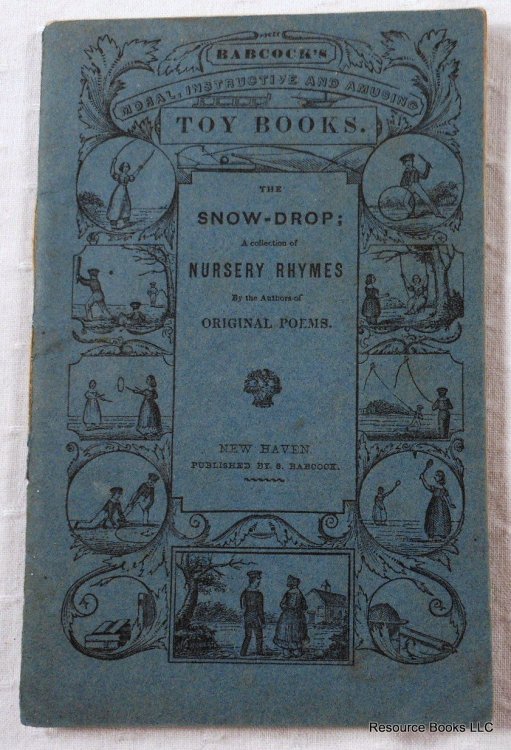 BABCOCK'S
MORAL, INSTRUCTIVE AND AMUSING
TOY BOOKS.
THE
SNOW-DROP;
A collection of
NURSERY RHYMES
By the Authors of
ORIGINAL POEMS.
NEW HAVEN
PUBLISHED BY S. BABCOCK.
Resource Books LLC